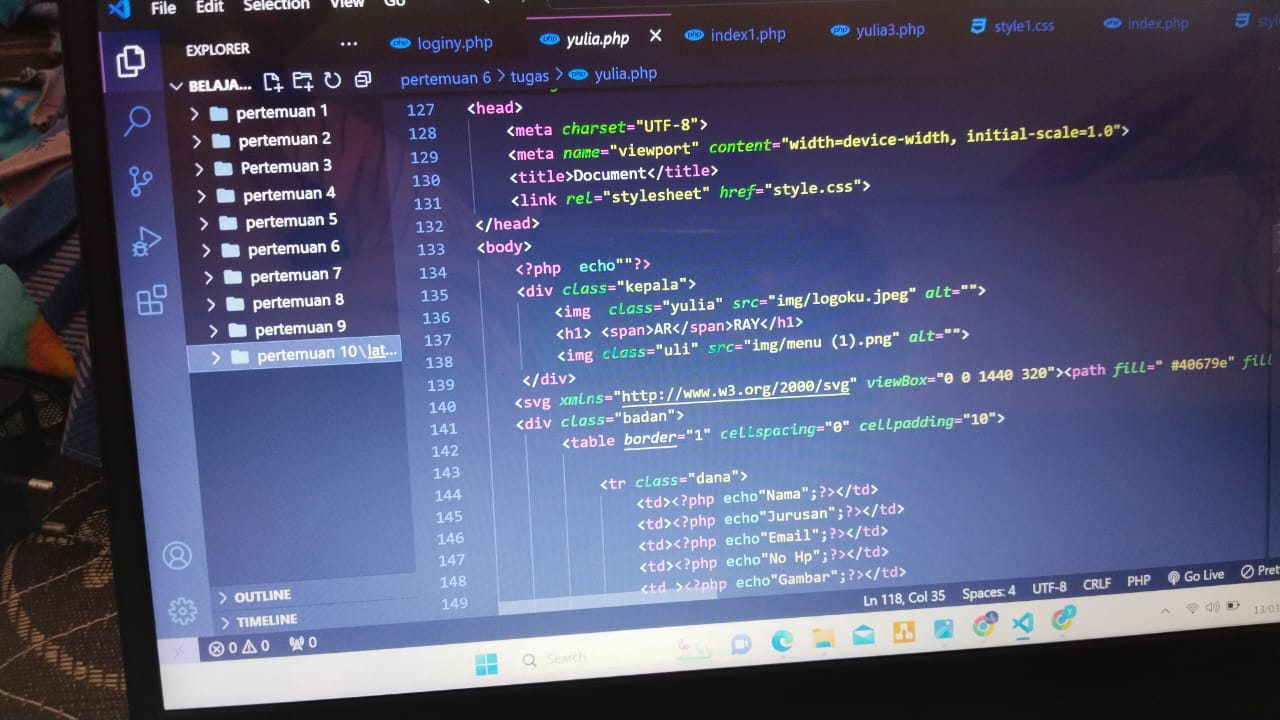 File Edit Selection View Go
EXPLORER
BELAJA...
pertemuan 1
pertemuan 2
Pertemuan 3
pertemuan 4
pertemuan 5
pertemuan 6
pertemuan 7
pertemuan 8
pertemuan 9
pertemuan 10\lat...
OUTLINE
TIMELINE
loginy.php yulia.php index1.php yulia3.php style1.css index.php
pertemuan 6 > tugas > yulia.php
127 <head>
128 <meta charset="UTF-8">
129 <meta name="viewport" content="width=device-width, initial-scale=1.0">
130 <title>Document</title>
131 <link rel="stylesheet" href="style.css">
132 </head>
133 <body>
134 <?php  echo""?>
135 <div class="kepala">
136 <img  class="yulia" src="img/logoku.jpeg" alt="">
137 <h1> <span>AR</span>RAY</h1>
138 <img class="uli" src="img/menu (1).png" alt="">
139 </div>
140 <svg xmlns="http://www.w3.org/2000/svg" viewBox="0 0 1440 320"><path fill=" #40679e" fill
141 <div class="badan">
142 <table border="1" cellspacing="0" cellpadding="10">
143
144 <tr class="dana">
145 <td><?php echo"Nama";?></td>
146 <td><?php echo"Jurusan";?></td>
147 <td><?php echo"Email";?></td>
148 <td><?php echo"No Hp";?></td>
149 <td ><?php echo"Gambar";?></td>
0 0 0
Ln 118, Col 35 Spaces: 4 UTF-8 CRLF PHP Go Live
Search